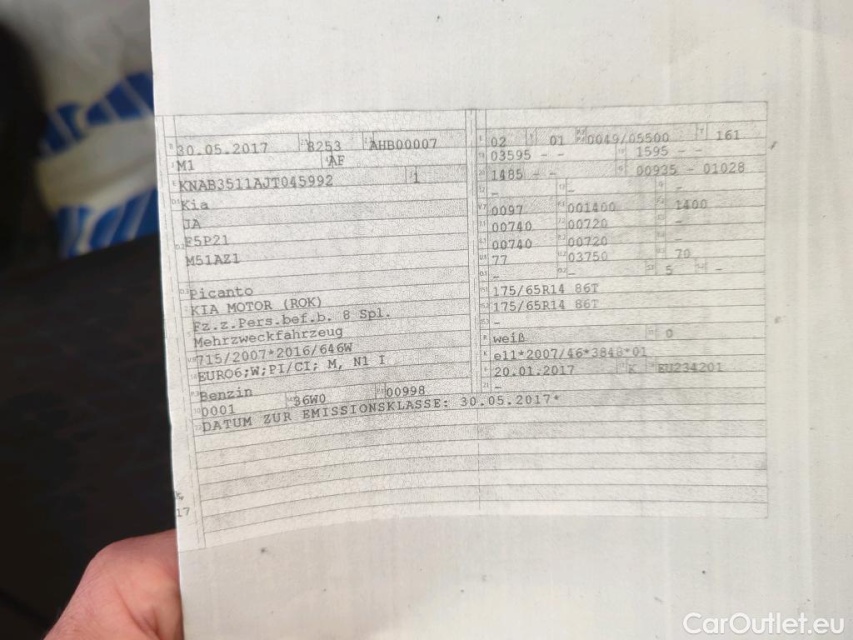 30.05.2017 8253 AHB00007
M1 AF
KNAB3511AJT045992 1
Kia
JA
F5P21
M51AZ1
Picanto
KIA MOTOR (ROK)
Fz.z.Pers.bef.b. 8 Spl.
Mehrzweckfahrzeug
715/2007*2016/646W
EURO6;W;PI/CI; M, N1 I
Benzin
0001 36W0 00998
DATUM ZUR EMISSIONSKLASSE: 30.05.2017*
02 01 0049/05500 161
03595 - - 1595 - -
1485 - - 00935 - 01028
- - -
0097 001400 1400
00740 00720 -
00740 00720 -
77 03750 70
- - 5 -
175/65R14 86T
175/65R14 86T
-
weiß 0
e11*2007/46*3848*01
20.01.2017 K EU234201
-
17
CarOutlet.eu